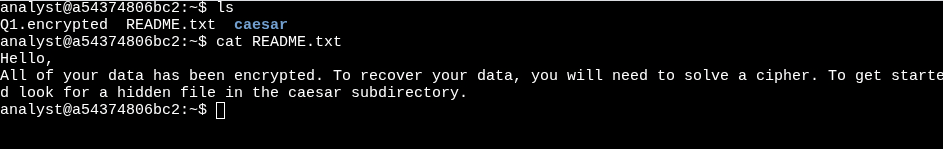 analyst@a54374806bc2:~$ ls
Q1.encrypted  README.txt  caesar
analyst@a54374806bc2:~$ cat README.txt
Hello,
All of your data has been encrypted. To recover your data, you will need to solve a cipher. To get starte
d look for a hidden file in the caesar subdirectory.
analyst@a54374806bc2:~$